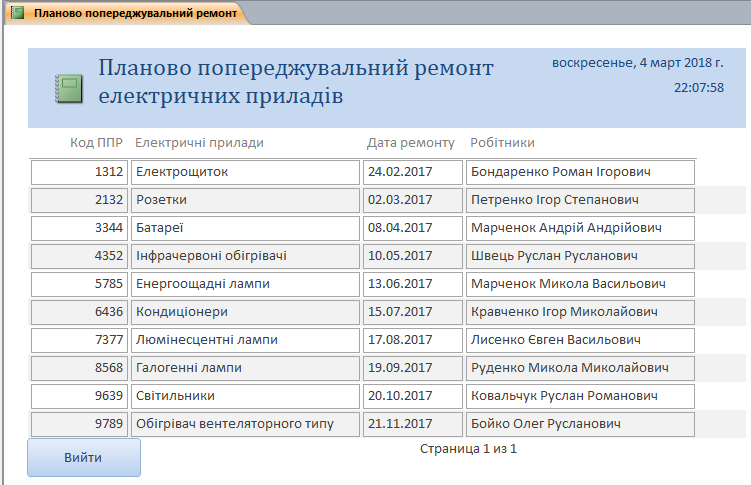 Планово попереджувальний ремонт
Планово попереджувальний ремонт
електричних приладів
воскресенье, 4 март 2018 г.
22:07:58
Код ППР Електричні прилади Дата ремонту Робітники
1312 Електрощиток 24.02.2017 Бондаренко Роман Ігорович
2132 Розетки 02.03.2017 Петренко Ігор Степанович
3344 Батареї 08.04.2017 Марченок Андрій Андрійович
4352 Інфрачервоні обігрівачі 10.05.2017 Швець Руслан Русланович
5785 Енергоощадні лампи 13.06.2017 Марченок Микола Васильович
6436 Кондиціонери 15.07.2017 Кравченко Ігор Миколайович
7377 Люмінесцентні лампи 17.08.2017 Лисенко Євген Васильович
8568 Галогенні лампи 19.09.2017 Руденко Микола Миколайович
9639 Світильники 20.10.2017 Ковальчук Руслан Романович
9789 Обігрівач вентеляторного типу 21.11.2017 Бойко Олег Русланович
Страница 1 из 1
Вийти